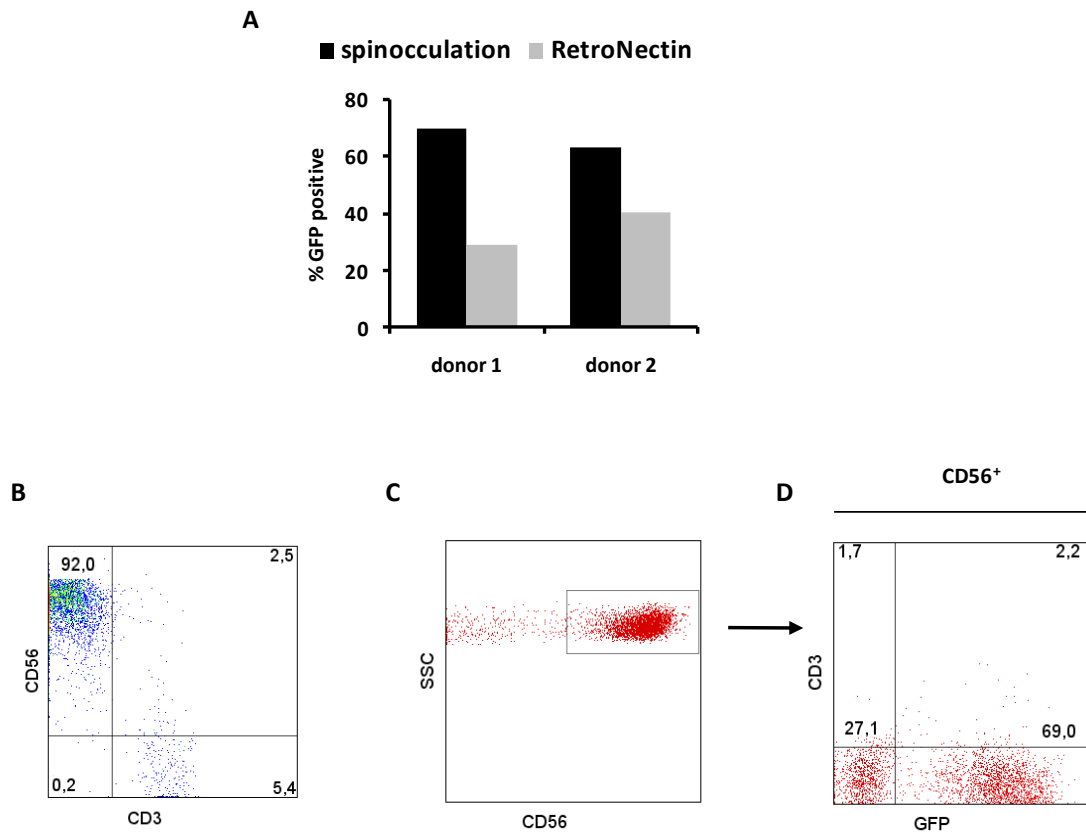 A
spinocculation RetroNectin
80
60
40
20
0
% GFP positive
donor 1 donor 2
B
92,0 2,5
0,2 5,4
CD56
CD3
C
SSC
CD56
D
CD56+
1,7 2,2
27,1 69,0
CD3
GFP